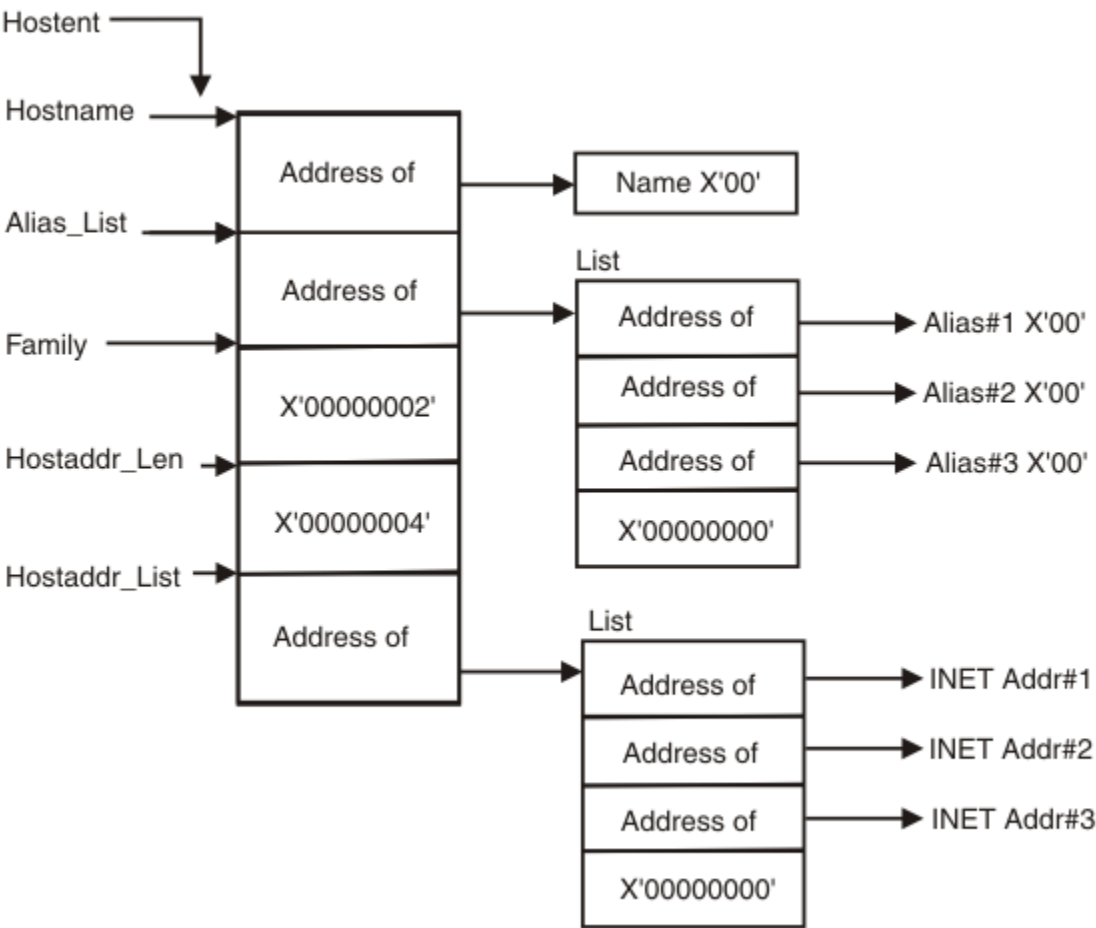 Hostent
Hostname
Address of
Name X'00'
Alias_List
List
Address of
Address of
Alias#1 X'00'
Family
Address of
Alias#2 X'00'
X'00000002'
Hostaddr_Len
Address of
Alias#3 X'00'
X'00000004'
X'00000000'
Hostaddr_List
List
Address of
Address of
INET Addr#1
Address of
INET Addr#2
Address of
INET Addr#3
X'00000000'